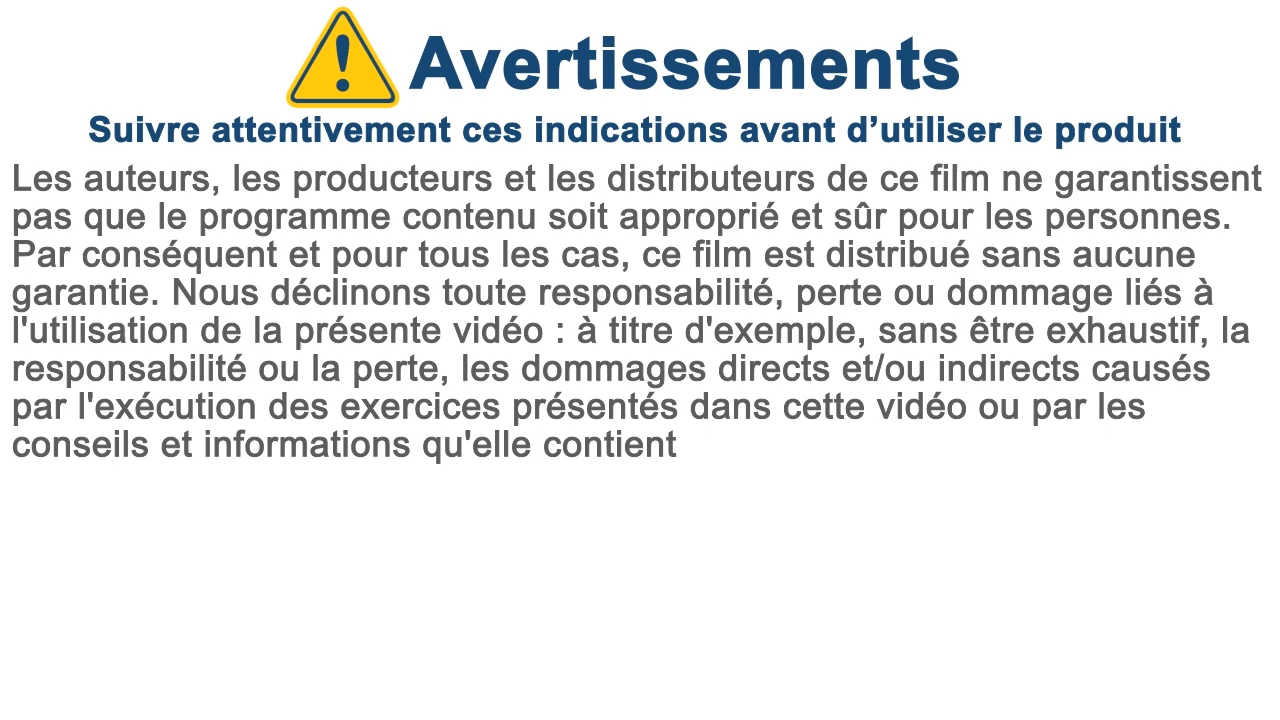 Avertissements
Suivre attentivement ces indications avant d’utiliser le produit
Les auteurs, les producteurs et les distributeurs de ce film ne garantissent
pas que le programme contenu soit approprié et sûr pour les personnes.
Par conséquent et pour tous les cas, ce film est distribué sans aucune
garantie. Nous déclinons toute responsabilité, perte ou dommage liés à
l'utilisation de la présente vidéo : à titre d'exemple, sans être exhaustif, la
responsabilité ou la perte, les dommages directs et/ou indirects causés
par l'exécution des exercices présentés dans cette vidéo ou par les
conseils et informations qu'elle contient